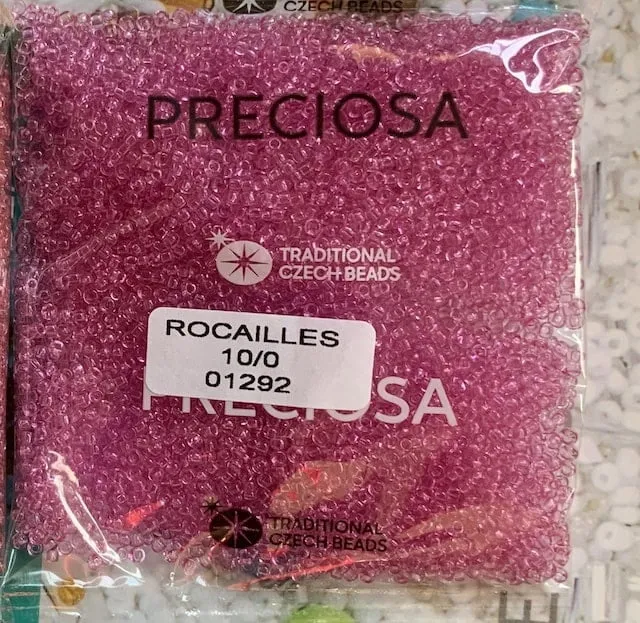 CZECH BEADS
PRECIOSA
TRADITIONAL
CZECH BEADS
ROCAILLES
10/0
01292
PRECIOSA
TRADITIONAL
CZECH BEADS